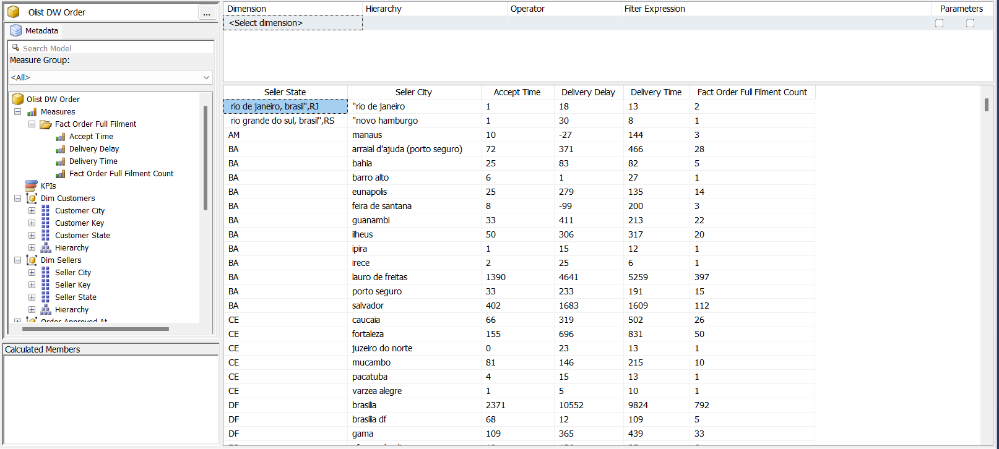 Olist DW Order
...
Metadata
Search Model
Measure Group:
<All>
Olist DW Order
Measures
Fact Order Full Filment
Accept Time
Delivery Delay
Delivery Time
Fact Order Full Filment Count
KPIs
Dim Customers
Customer City
Customer Key
Customer State
Hierarchy
Dim Sellers
Seller City
Seller Key
Seller State
Hierarchy
Order Approved At
Calculated Members
Dimension Hierarchy Operator Filter Expression Parameters
<Select dimension>
Seller State Seller City Accept Time Delivery Delay Delivery Time Fact Order Full Filment Count
rio de janeiro, brasil",RJ "rio de janeiro 1 18 13 2
rio grande do sul, brasil",RS "novo hamburgo 1 30 8 1
AM manaus 10 -27 144 3
BA arraial d'ajuda (porto seguro) 72 371 466 28
BA bahia 25 83 82 5
BA barro alto 6 1 27 1
BA eunapolis 25 279 135 14
BA feira de santana 8 -99 200 3
BA guanambi 33 411 213 22
BA ilheus 50 306 317 20
BA ipira 1 15 12 1
BA irece 2 25 6 1
BA lauro de freitas 1390 4641 5259 397
BA porto seguro 33 233 191 15
BA salvador 402 1683 1609 112
CE caucaia 66 319 502 26
CE fortaleza 155 696 831 50
CE juzeiro do norte 0 23 13 1
CE mucambo 81 146 215 10
CE pacatuba 4 15 13 1
CE varzea alegre 1 5 10 1
DF brasilia 2371 10552 9824 792
DF brasilia df 68 12 109 5
DF gama 109 365 439 33